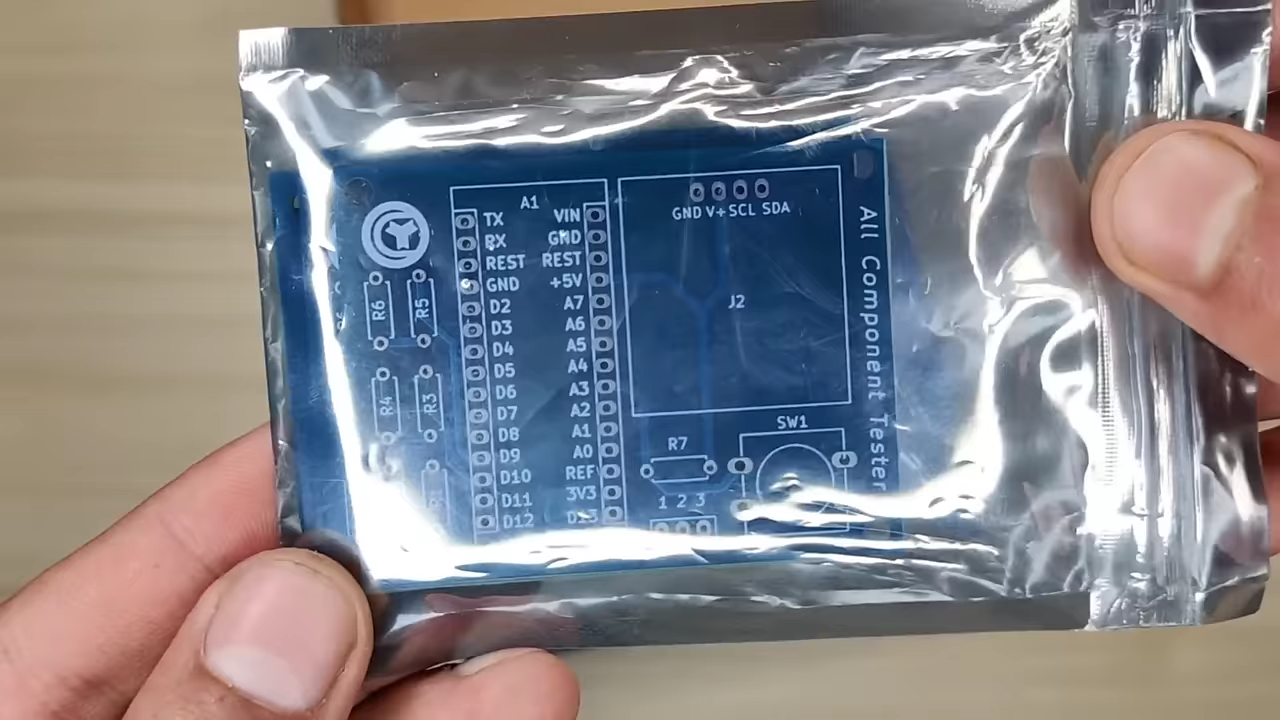 A1
TX VIN
RX GND
REST REST
GND +5V
D2 A7
D3 A6
D4 A5
D5 A4
D6 A3
D7 A2
D8 A1
D9 A0
D10 REF
D11 3V3
D12 D13
R6 R5
R4 R3
GND V+ SCL SDA
J2
R7
1 2 3
SW1
All Component Tester